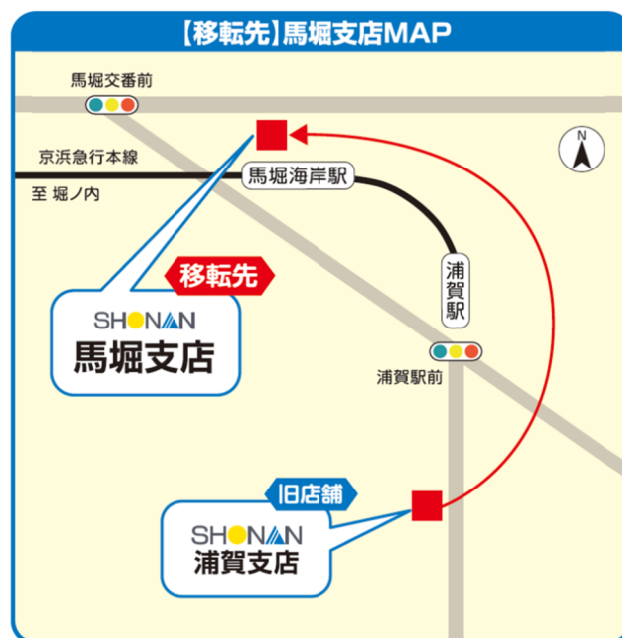 【移転先】馬堀支店MAP
馬堀交番前
N
京浜急行本線
馬堀海岸駅
至 堀ノ内
浦賀駅
移転先
SHONAN
馬堀支店
浦賀駅前
旧店舗
SHONAN
浦賀支店